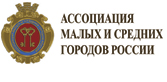 АССОЦИАЦИЯ
МАЛЫХ И СРЕДНИХ
ГОРОДОВ РОССИИ